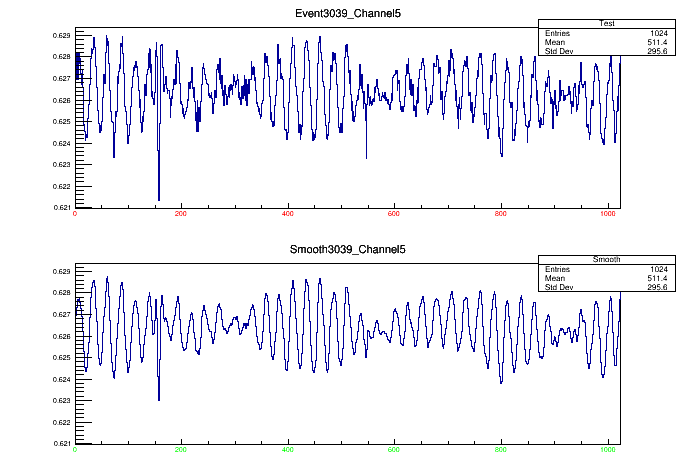 Event3039_Channel5
Test
Entries 1024
Mean 511.4
Std Dev 295.6
0.629
0.628
0.627
0.626
0.625
0.624
0.623
0.622
0.621
0 200 400 600 800 1000
Smooth3039_Channel5
Smooth
Entries 1024
Mean 511.4
Std Dev 295.6
0.629
0.628
0.627
0.626
0.625
0.624
0.623
0.622
0.621
0 200 400 600 800 1000